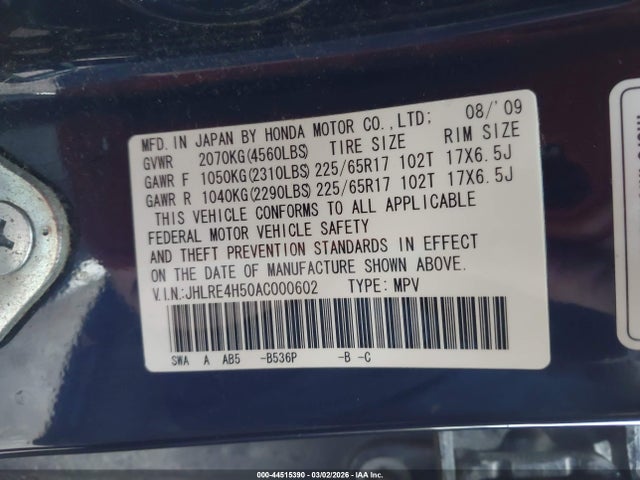 MFD. IN JAPAN BY HONDA MOTOR CO.,LTD: 08/'09
GVWR 2070KG(4560LBS) TIRE SIZE RIM SIZE
GAWR F 1050KG(2310LBS) 225/65R17 102T 17X6.5J
GAWR R 1040KG(2290LBS) 225/65R17 102T 17X6.5J
THIS VEHICLE CONFORMS TO ALL APPLICABLE
FEDERAL MOTOR VEHICLE SAFETY
AND THEFT PREVENTION STANDARDS IN EFFECT
ON THE DATE OF MANUFACTURE SHOWN ABOVE.
V.I.N:JHLRE4H50AC000602 TYPE: MPV
SWA A AB5 -B536P -B -C
000-44515390 - 03/02/2026 - IAA Inc.